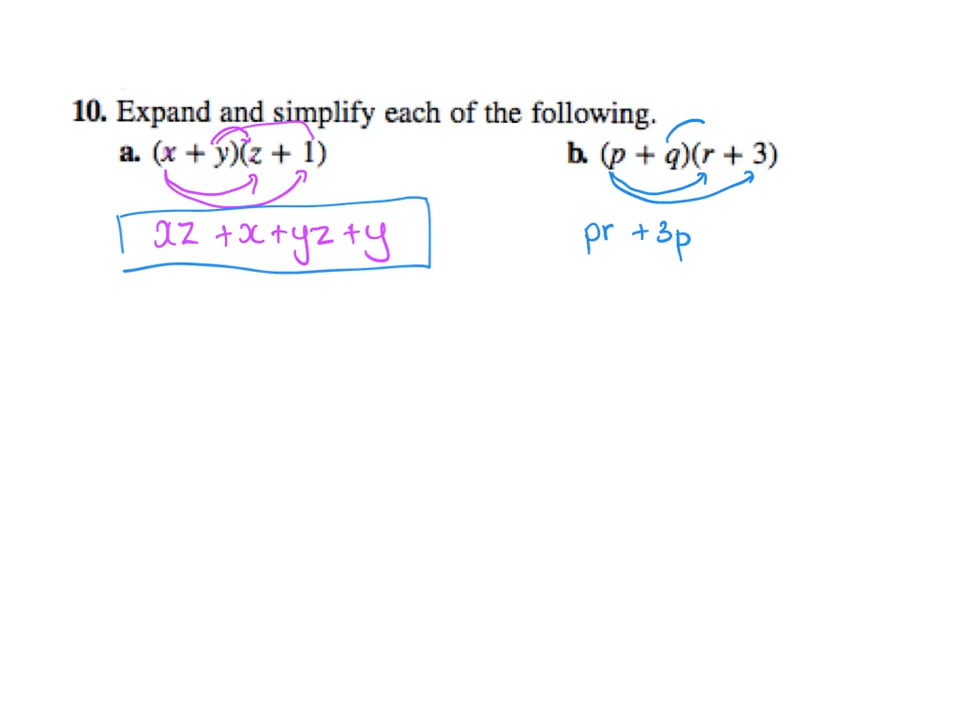 10. Expand and simplify each of the following.
a. (x + y)(z + 1)
b. (p + q)(r + 3)
xz + x + yz + y
pr + 3p